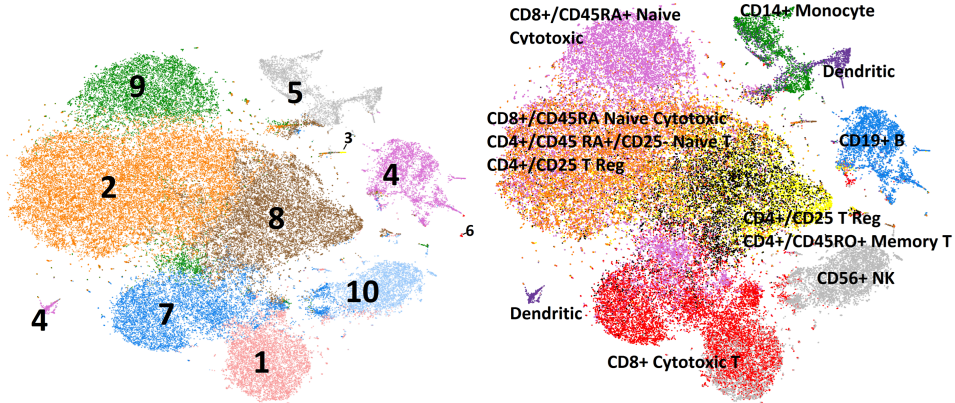 9
5
3
2
4
8
6
10
4
7
1
CD8+/CD45RA+ Naive
Cytotoxic
CD14+ Monocyte
Dendritic
CD8+/CD45RA Naive Cytotoxic
CD4+/CD45 RA+/CD25- Naive T
CD4+/CD25 T Reg
CD19+ B
CD4+/CD25 T Reg
CD4+/CD45RO+ Memory T
CD56+ NK
Dendritic
CD8+ Cytotoxic T